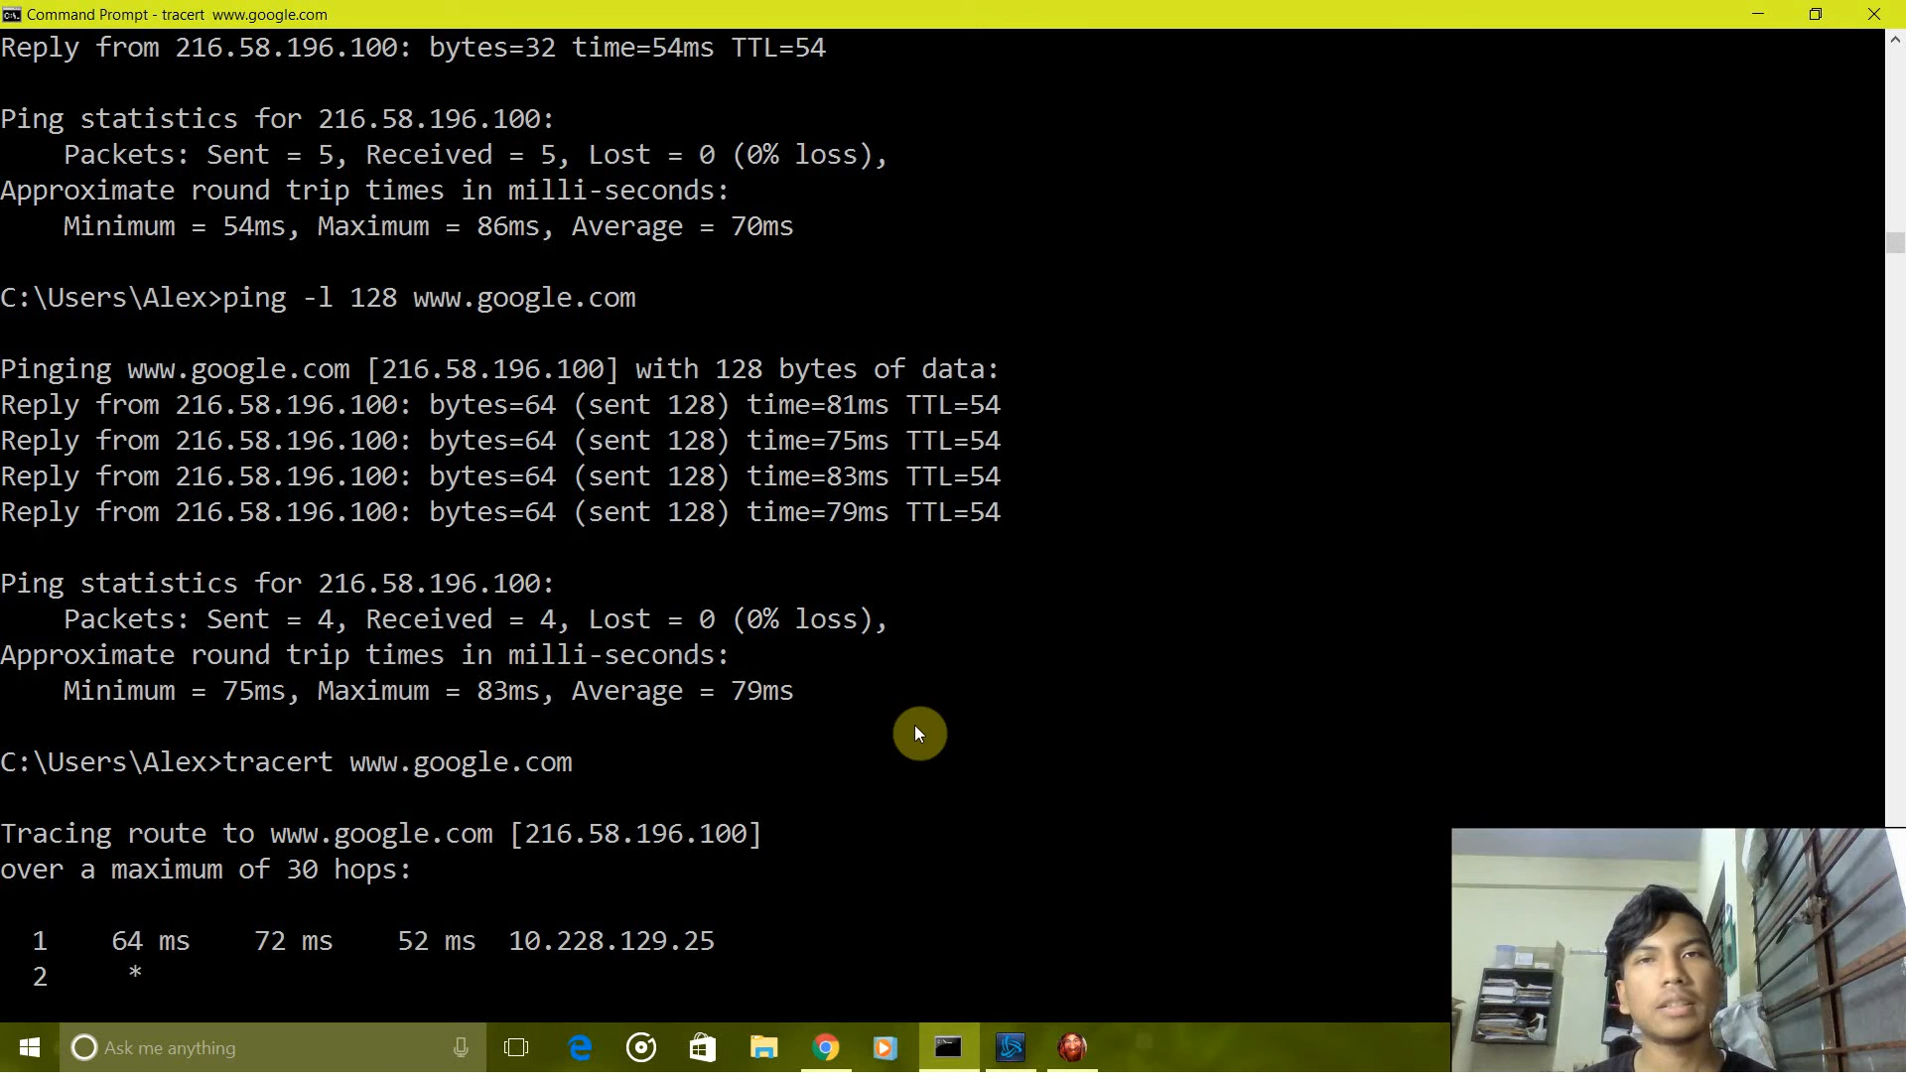 Command Prompt - tracert  www.google.com
Reply from 216.58.196.100: bytes=32 time=54ms TTL=54
Ping statistics for 216.58.196.100:
    Packets: Sent = 5, Received = 5, Lost = 0 (0% loss),
Approximate round trip times in milli-seconds:
    Minimum = 54ms, Maximum = 86ms, Average = 70ms
C:\Users\Alex>ping -l 128 www.google.com
Pinging www.google.com [216.58.196.100] with 128 bytes of data:
Reply from 216.58.196.100: bytes=64 (sent 128) time=81ms TTL=54
Reply from 216.58.196.100: bytes=64 (sent 128) time=75ms TTL=54
Reply from 216.58.196.100: bytes=64 (sent 128) time=83ms TTL=54
Reply from 216.58.196.100: bytes=64 (sent 128) time=79ms TTL=54
Ping statistics for 216.58.196.100:
    Packets: Sent = 4, Received = 4, Lost = 0 (0% loss),
Approximate round trip times in milli-seconds:
    Minimum = 75ms, Maximum = 83ms, Average = 79ms
C:\Users\Alex>tracert www.google.com
Tracing route to www.google.com [216.58.196.100]
over a maximum of 30 hops:
  1    64 ms    72 ms    52 ms  10.228.129.25
  2     *
Ask me anything